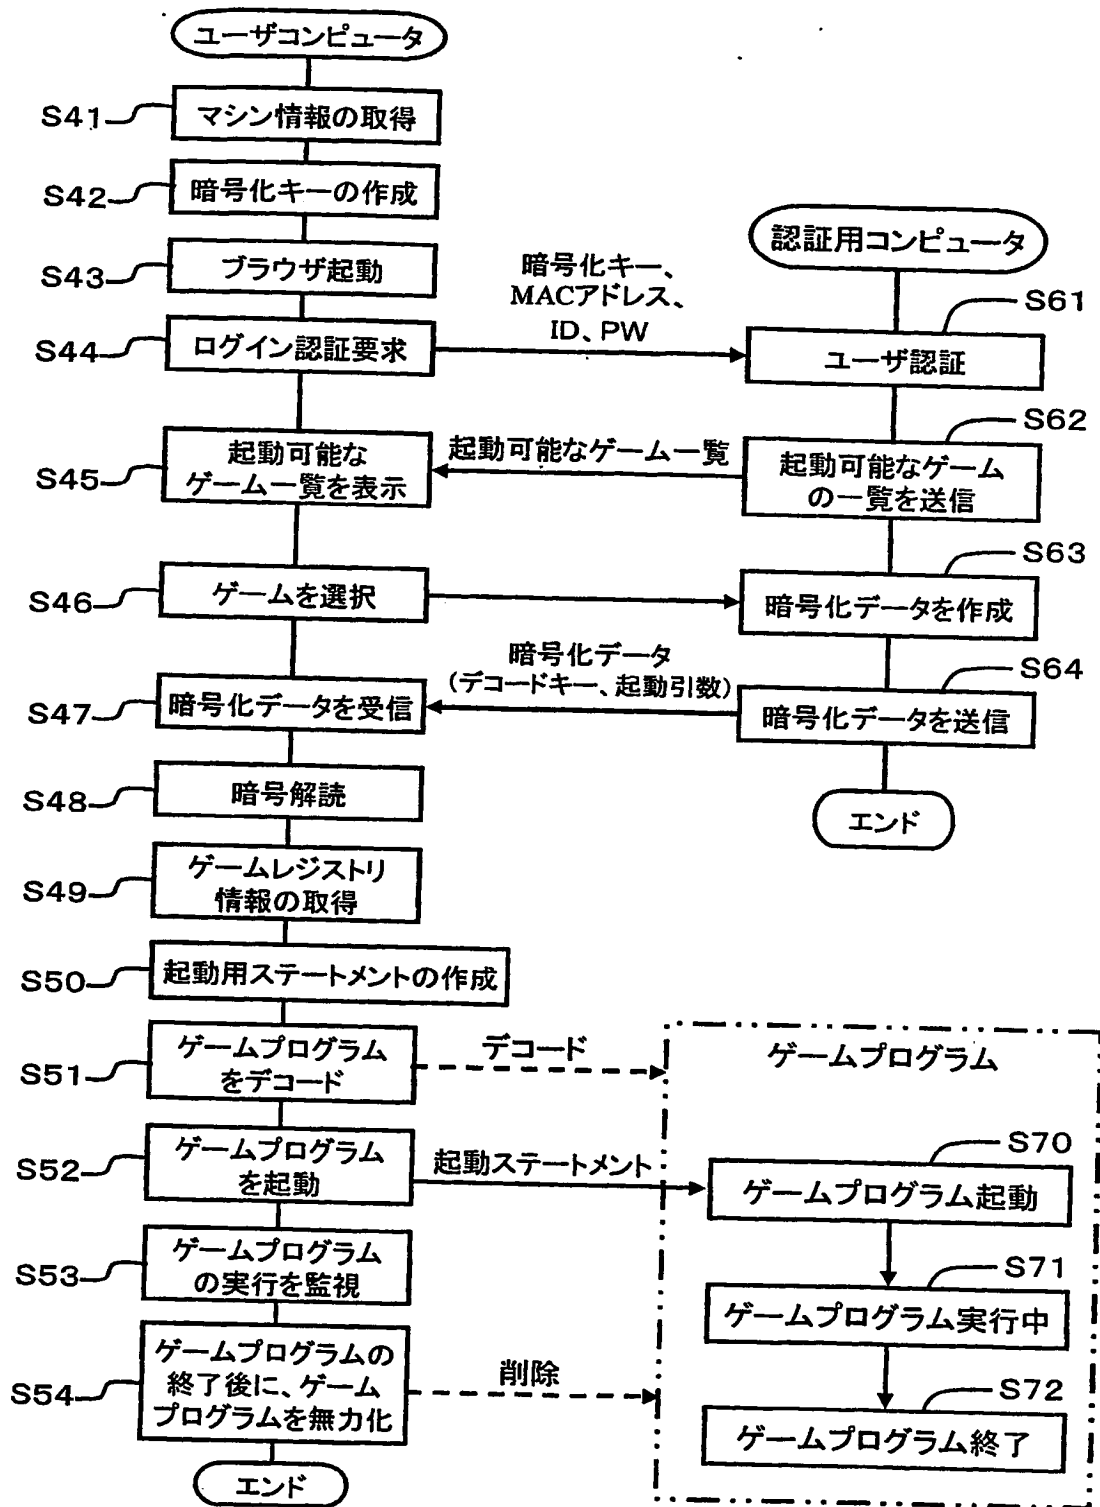 ユーザコンピュータ
S41
マシン情報の取得
S42
暗号化キーの作成
S43
ブラウザ起動
S44
ログイン認証要求
暗号化キー、
MACアドレス、
ID、PW
認証用コンピュータ
S61
ユーザ認証
S62
起動可能なゲーム
の一覧を送信
起動可能なゲーム一覧
S45
起動可能な
ゲーム一覧を表示
S46
ゲームを選択
S63
暗号化データを作成
暗号化データ
(デコードキー、起動引数)
S64
暗号化データを送信
エンド
S47
暗号化データを受信
S48
暗号解読
S49
ゲームレジストリ
情報の取得
S50
起動用ステートメントの作成
S51
ゲームプログラム
をデコード
デコード
ゲームプログラム
S52
ゲームプログラム
を起動
起動ステートメント
S70
ゲームプログラム起動
S53
ゲームプログラム
の実行を監視
S71
ゲームプログラム実行中
S54
ゲームプログラムの
終了後に、ゲーム
プログラムを無力化
削除
S72
ゲームプログラム終了
エンド